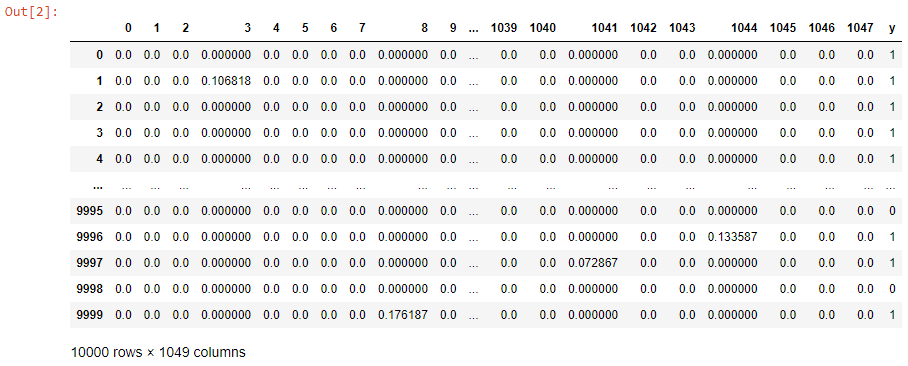 Out[2]:
0 1 2 3 4 5 6 7 8 9 ... 1039 1040 1041 1042 1043 1044 1045 1046 1047 y
0 0.0 0.0 0.0 0.000000 0.0 0.0 0.0 0.0 0.000000 0.0 ... 0.0 0.0 0.000000 0.0 0.0 0.000000 0.0 0.0 0.0 1
1 0.0 0.0 0.0 0.106818 0.0 0.0 0.0 0.0 0.000000 0.0 ... 0.0 0.0 0.000000 0.0 0.0 0.000000 0.0 0.0 0.0 1
2 0.0 0.0 0.0 0.000000 0.0 0.0 0.0 0.0 0.000000 0.0 ... 0.0 0.0 0.000000 0.0 0.0 0.000000 0.0 0.0 0.0 1
3 0.0 0.0 0.0 0.000000 0.0 0.0 0.0 0.0 0.000000 0.0 ... 0.0 0.0 0.000000 0.0 0.0 0.000000 0.0 0.0 0.0 1
4 0.0 0.0 0.0 0.000000 0.0 0.0 0.0 0.0 0.000000 0.0 ... 0.0 0.0 0.000000 0.0 0.0 0.000000 0.0 0.0 0.0 1
... ... ... ... ... ... ... ... ... ... ... ... ... ... ... ... ... ... ... ... ... ...
9995 0.0 0.0 0.0 0.000000 0.0 0.0 0.0 0.0 0.000000 0.0 ... 0.0 0.0 0.000000 0.0 0.0 0.000000 0.0 0.0 0.0 0
9996 0.0 0.0 0.0 0.000000 0.0 0.0 0.0 0.0 0.000000 0.0 ... 0.0 0.0 0.000000 0.0 0.0 0.133587 0.0 0.0 0.0 1
9997 0.0 0.0 0.0 0.000000 0.0 0.0 0.0 0.0 0.000000 0.0 ... 0.0 0.0 0.072867 0.0 0.0 0.000000 0.0 0.0 0.0 1
9998 0.0 0.0 0.0 0.000000 0.0 0.0 0.0 0.0 0.000000 0.0 ... 0.0 0.0 0.000000 0.0 0.0 0.000000 0.0 0.0 0.0 0
9999 0.0 0.0 0.0 0.000000 0.0 0.0 0.0 0.0 0.176187 0.0 ... 0.0 0.0 0.000000 0.0 0.0 0.000000 0.0 0.0 0.0 1
10000 rows × 1049 columns